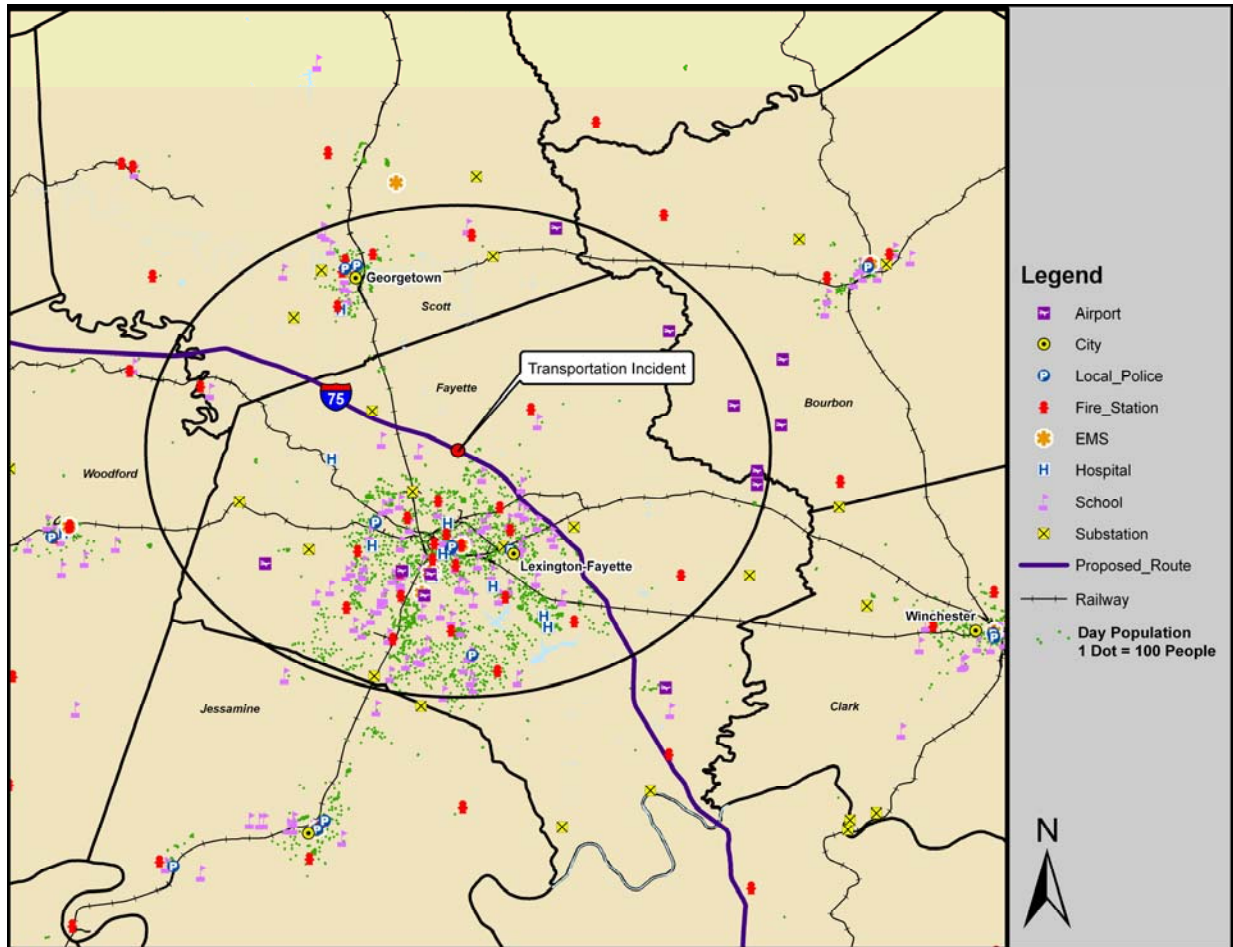 Georgetown
Scott
Transportation Incident
Fayette
75
Bourbon
Woodford
Lexington-Fayette
Winchester
Jessamine
Clark
Legend
Airport
City
P Local_Police
Fire_Station
EMS
H Hospital
School
Substation
Proposed_Route
Railway
Day Population
1 Dot = 100 People
N